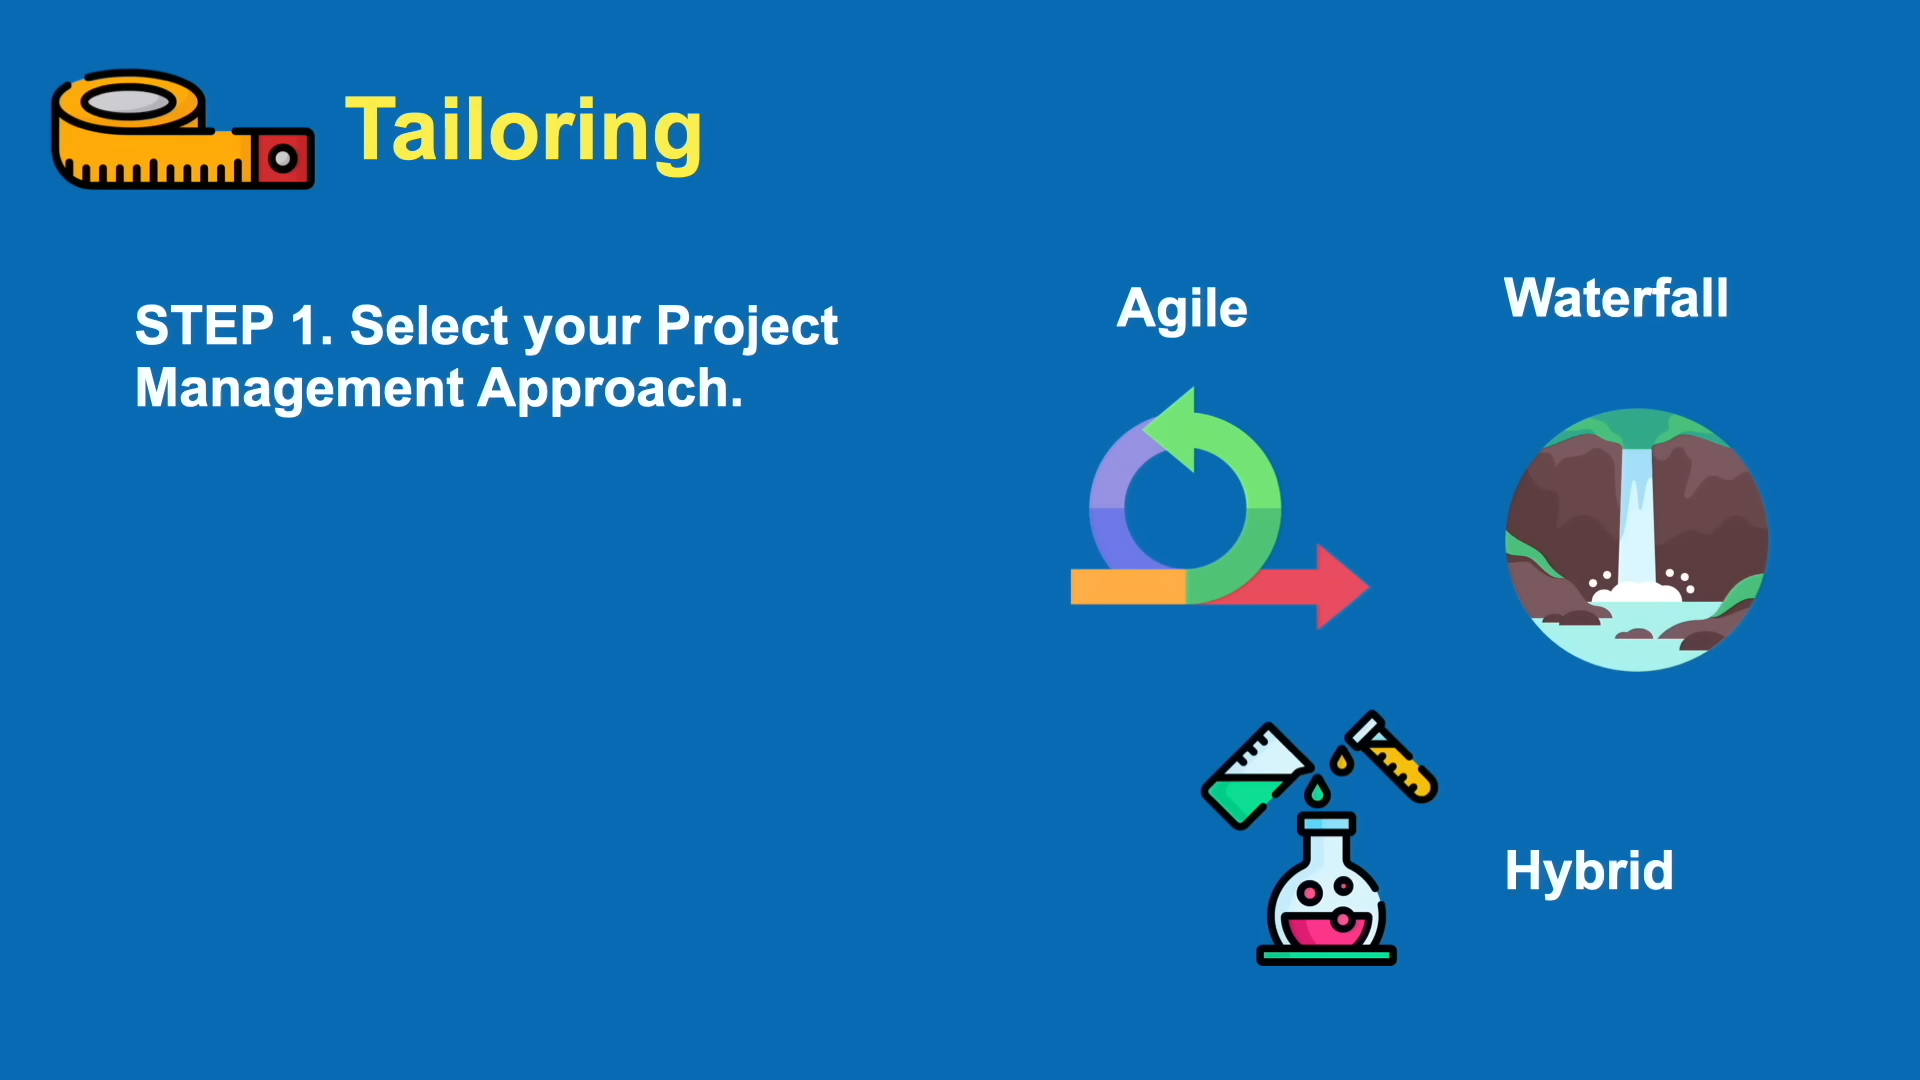 Tailoring
STEP 1. Select your Project
Management Approach.
Agile
Waterfall
Hybrid